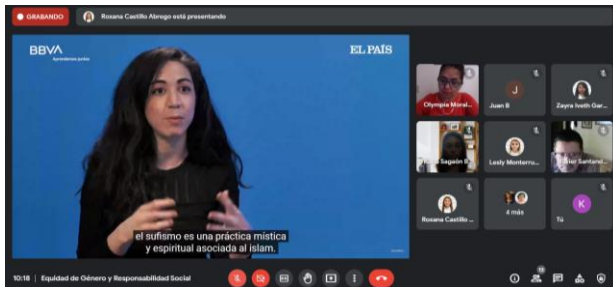 GRABANDO
Roxana Castillo Abrego está presentando
BBVA
Aprendemos juntos
EL PAÍS
el sufismo es una práctica mística
y espiritual asociada al islam.
Olympia Moral...
J
Juan B
Zayra Iveth Gar...
Sagaón B...
Lesly Monterru...
Santand...
Roxana Castillo ...
4 más
K
Tú
10:18 | Equidad de Género y Responsabilidad Social